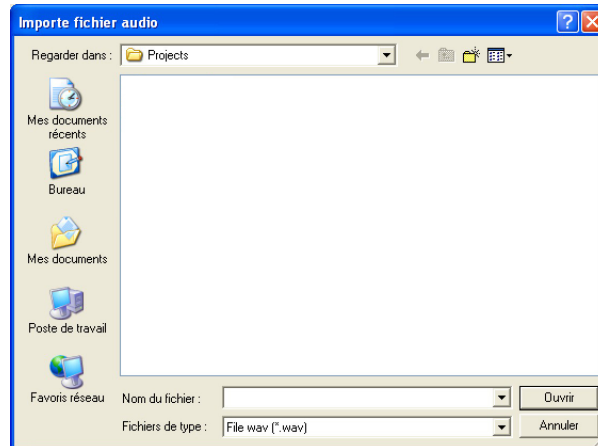 Importe fichier audio
Regarder dans :
Projects
Mes documents
récents
Bureau
Mes documents
Poste de travail
Favoris réseau
Nom du fichier :
Ouvrir
Fichiers de type :
File wav (*.wav)
Annuler